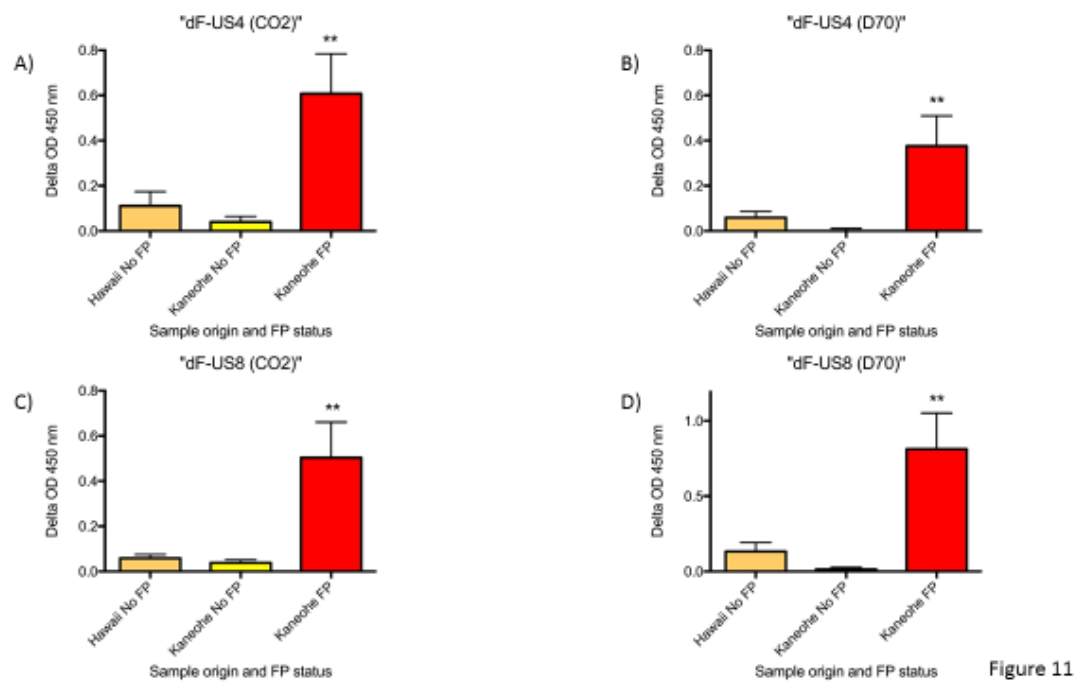 "dF-US4 (CO2)"
A)
**
0.8
0.6
0.4
0.2
0.0
Delta OD 450 nm
Hawaii No FP
Kaneohe No FP
Kaneohe FP
Sample origin and FP status
"dF-US4 (D70)"
B)
**
0.8
0.6
0.4
0.2
0.0
Delta OD 450 nm
Hawaii No FP
Kaneohe No FP
Kaneohe FP
Sample origin and FP status
"dF-US8 (CO2)"
C)
**
0.8
0.6
0.4
0.2
0.0
Delta OD 450 nm
Hawaii No FP
Kaneohe No FP
Kaneohe FP
Sample origin and FP status
"dF-US8 (D70)"
D)
**
1.0
0.5
0.0
Delta OD 450 nm
Hawaii No FP
Kaneohe No FP
Kaneohe FP
Sample origin and FP status
Figure 11